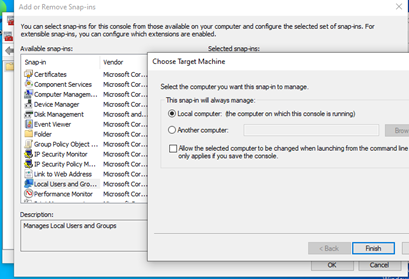 Add or Remove Snap-ins
You can select snap-ins for this console from those available on your computer and configure the selected set of snap-ins. For
extensible snap-ins, you can configure which extensions are enabled.
Available snap-ins:
Selected snap-ins:
Snap-in
Vendor
Certificates
Microsoft Cor...
Component Services
Microsoft Cor...
Computer Managem...
Microsoft Cor...
Device Manager
Microsoft Cor...
Disk Management
Microsoft and...
Event Viewer
Microsoft Cor...
Folder
Microsoft Cor...
Group Policy Object ...
Microsoft Cor...
IP Security Monitor
Microsoft Cor...
IP Security Policy M...
Microsoft Cor...
Link to Web Address
Microsoft Cor...
Local Users and Gro...
Microsoft Cor...
Performance Monitor
Microsoft Cor...
Description:
Manages Local Users and Groups
OK
Cancel
Choose Target Machine
Select the computer you want this snap-in to manage.
This snap-in will always manage:
Local computer: (the computer on which this console is running)
Another computer:
Brow
Allow the selected computer to be changed when launching from the command line
only applies if you save the console.
< Back
Finish